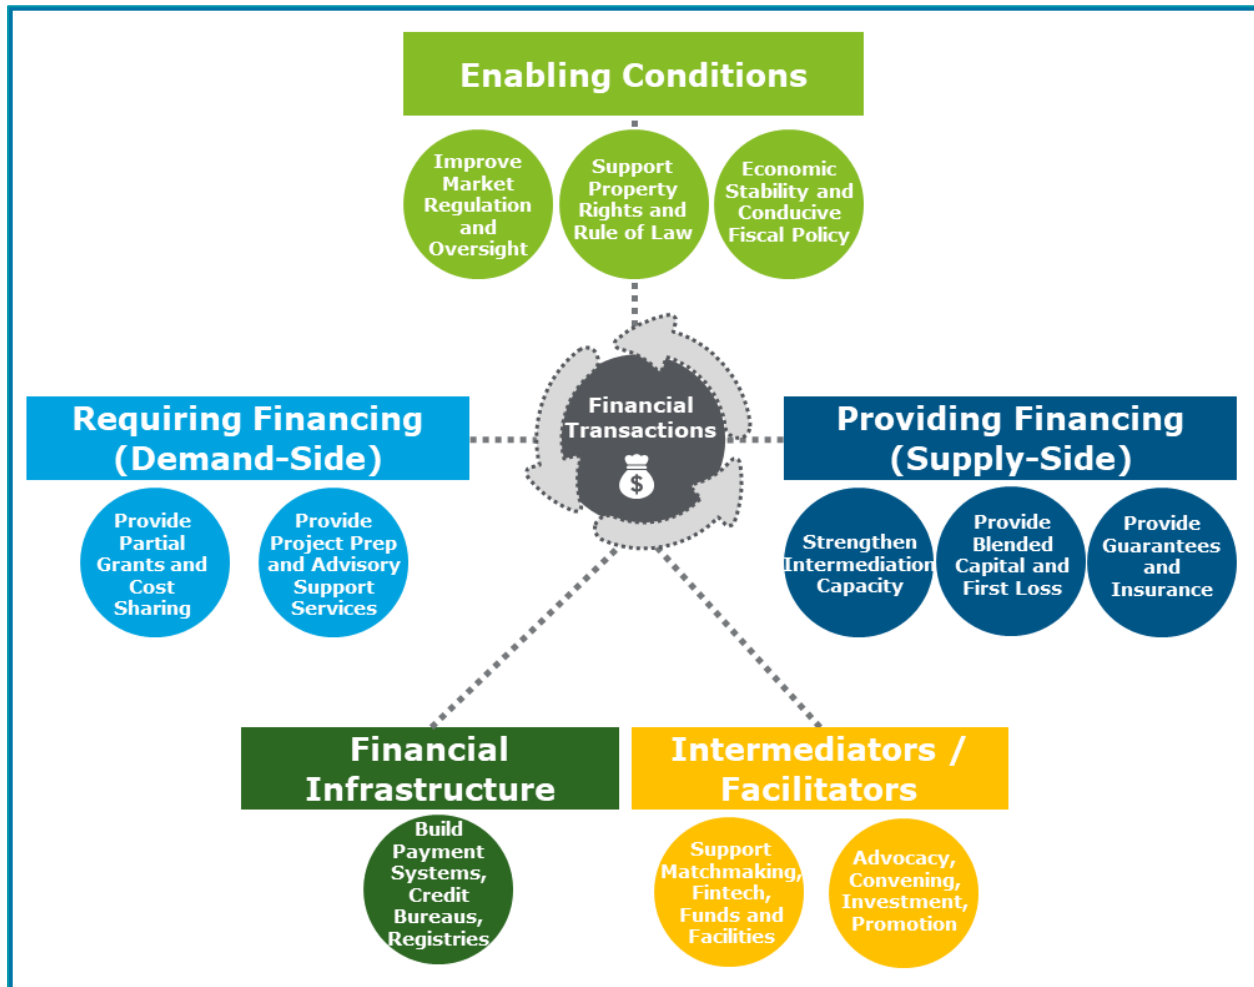 Enabling Conditions
Improve
Market
Regulation
and
Oversight
Support
Property
Rights and
Rule of Law
Economic
Stability and
Conducive
Fiscal Policy
Financial
Transactions
$
Requiring Financing
(Demand-Side)
Provide
Partial
Grants and
Cost
Sharing
Provide
Project Prep
and Advisory
Support
Services
Providing Financing
(Supply-Side)
Strengthen
Intermediation
Capacity
Provide
Blended
Capital and
First Loss
Provide
Guarantees
and
Insurance
Financial
Infrastructure
Build
Payment
Systems,
Credit
Bureaus,
Registries
Intermediators /
Facilitators
Support
Matchmaking,
Fintech,
Funds and
Facilities
Advocacy,
Convening,
Investment,
Promotion